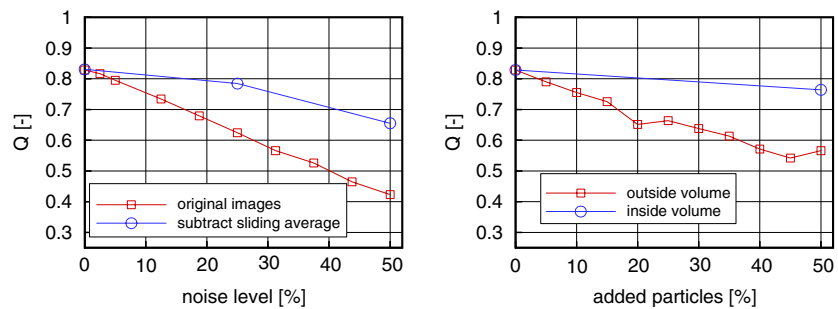 Q [-]
1
0.9
0.8
0.7
0.6
0.5
0.4
0.3
original images
subtract sliding average
0 10 20 30 40 50
noise level [%]
Q [-]
1
0.9
0.8
0.7
0.6
0.5
0.4
0.3
outside volume
inside volume
0 10 20 30 40 50
added particles [%]